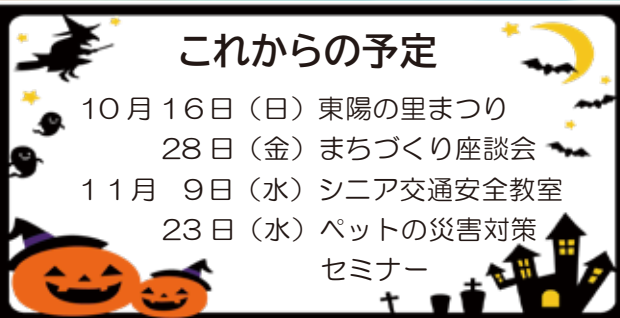 これからの予定
10月16日（日）東陽の里まつり
28日（金）まちづくり座談会
11月 9日（水）シニア交通安全教室
23日（水）ペットの災害対策
セミナー